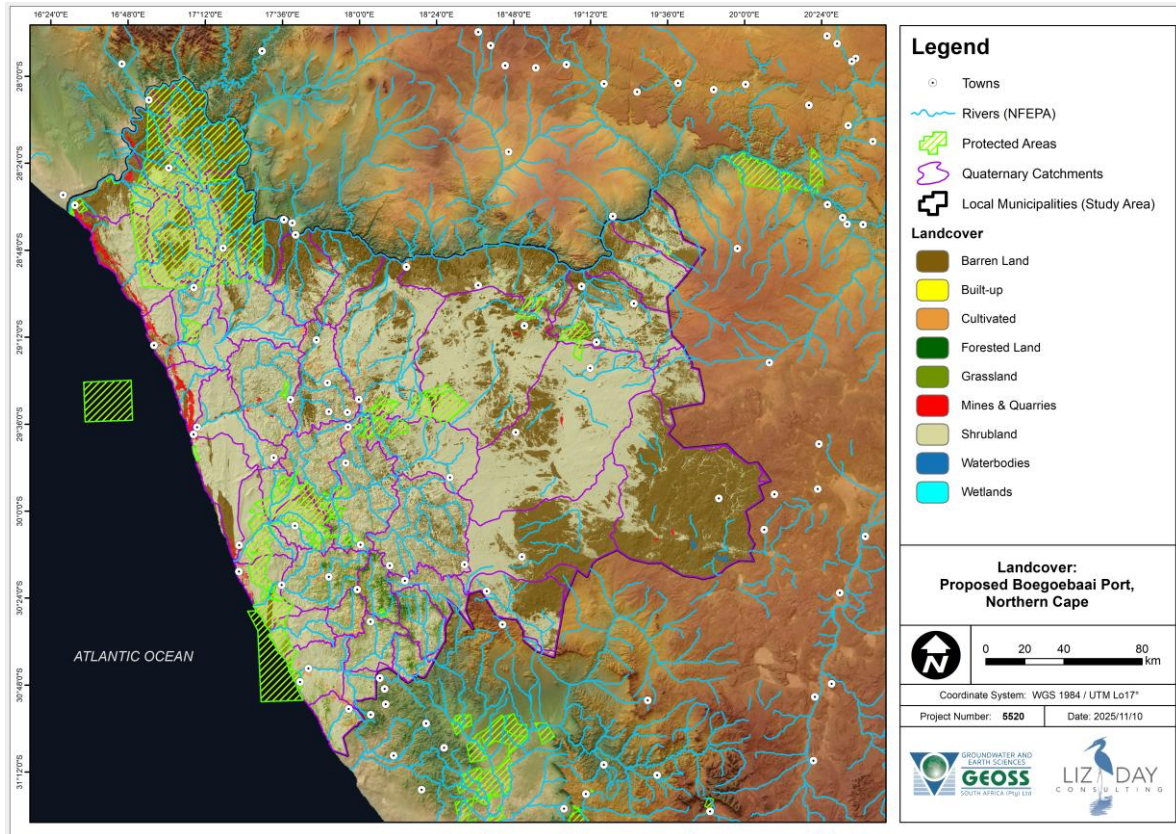 16°24'0"E 16°48'0"E 17°12'0"E 17°36'0"E 18°0'0"E 18°24'0"E 18°48'0"E 19°12'0"E 19°36'0"E 20°0'0"E 20°24'0"E
28°0'0"S
28°24'0"S
28°48'0"S
29°12'0"S
29°36'0"S
30°0'0"S
30°24'0"S
30°48'0"S
31°12'0"S
ATLANTIC OCEAN
Legend
Towns
Rivers (NFEPA)
Protected Areas
Quaternary Catchments
Local Municipalities (Study Area)
Landcover
Barren Land
Built-up
Cultivated
Forested Land
Grassland
Mines & Quarries
Shrubland
Waterbodies
Wetlands
Landcover:
Proposed Boegoebaai Port,
Northern Cape
N
0 20 40 80
km
Coordinate System: WGS 1984 / UTM Lo17°
Project Number: 5520 Date: 2025/11/10
GROUNDWATER AND
EARTH SCIENCES
GEOSS
SOUTH AFRICA (Pty) Ltd
LIZ DAY
CONSULTING